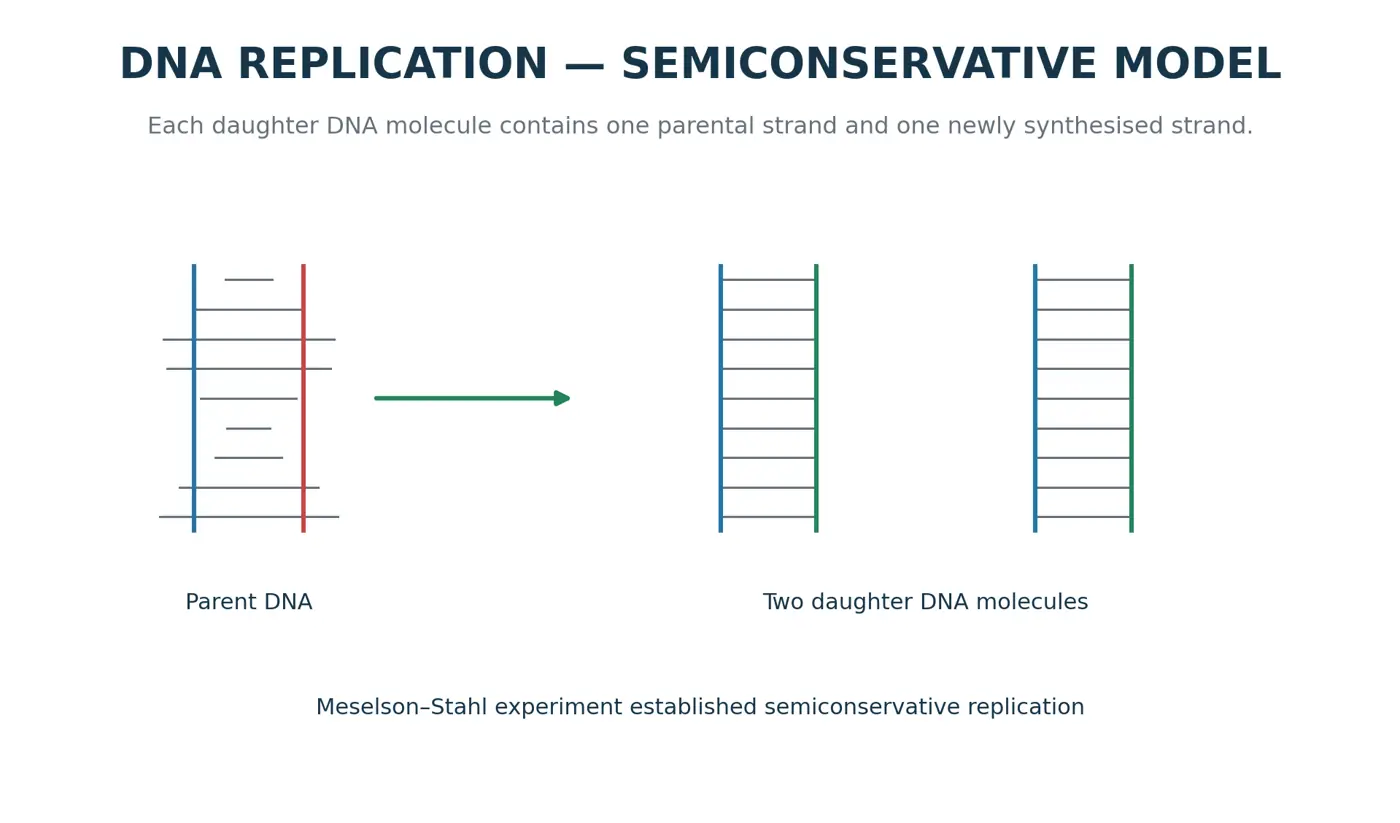 DNA REPLICATION — SEMICONSERVATIVE MODEL
Each daughter DNA molecule contains one parental strand and one newly synthesised strand.
Parent DNA
Two daughter DNA molecules
Meselson–Stahl experiment established semiconservative replication